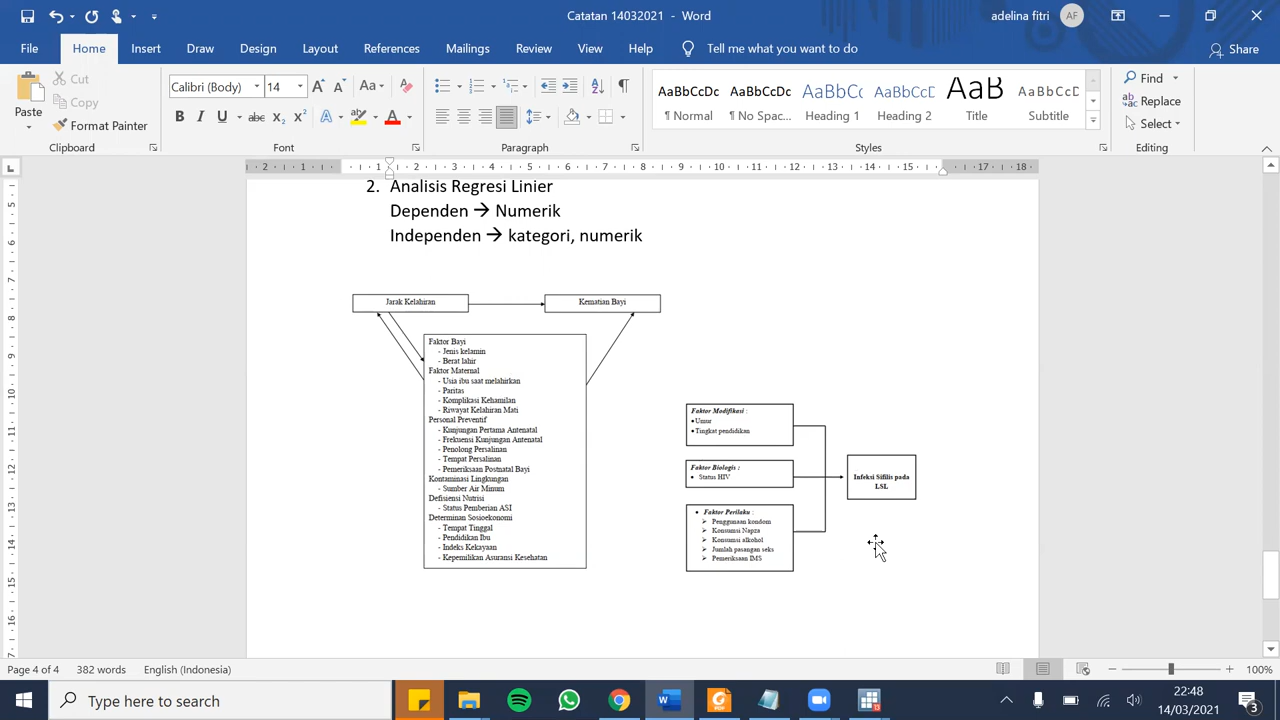 Catatan 14032021 - Word
adelina fitri
AF
File
Home
Insert
Draw
Design
Layout
References
Mailings
Review
View
Help
Tell me what you want to do
Share
Paste
Cut
Copy
Format Painter
Clipboard
Calibri (Body)
14
Font
Paragraph
AaBbCcDc
AaBbCcDc
AaBbCc
AaBbCcD
AaB
AaBbCcD
¶ Normal
¶ No Spac...
Heading 1
Heading 2
Title
Subtitle
Styles
Find
Replace
Select
Editing
2. Analisis Regresi Linier
Dependen → Numerik
Independen → kategori, numerik
Jarak Kelahiran
Kematian Bayi
Faktor Bayi
- Jenis kelamin
- Berat lahir
Faktor Maternal
- Usia ibu saat melahirkan
- Paritas
- Komplikasi Kehamilan
- Riwayat Kelahiran Mati
Personal Preventif
- Kunjungan Pertama Antenatal
- Frekuensi Kunjungan Antenatal
- Penolong Persalinan
- Tempat Persalinan
- Pemeriksaan Postnatal Bayi
Kontaminasi Lingkungan
- Sumber Air Minum
Defisiensi Nutrisi
- Status Pemberian ASI
Determinan Sosioekonomi
- Tempat Tinggal
- Pendidikan Ibu
- Indeks Kekayaan
- Kepemilikan Asuransi Kesehatan
Faktor Modifikasi :
• Umur
• Tingkat pendidikan
Faktor Biologis :
• Status HIV
• Faktor Perilaku :
➢ Penggunaan kondom
➢ Konsumsi Napza
➢ Konsumsi alkohol
➢ Jumlah pasangan seks
➢ Pemeriksaan IMS
Infeksi Sifilis pada
LSL
Page 4 of 4
382 words
English (Indonesia)
100%
Type here to search
22:48
14/03/2021
3